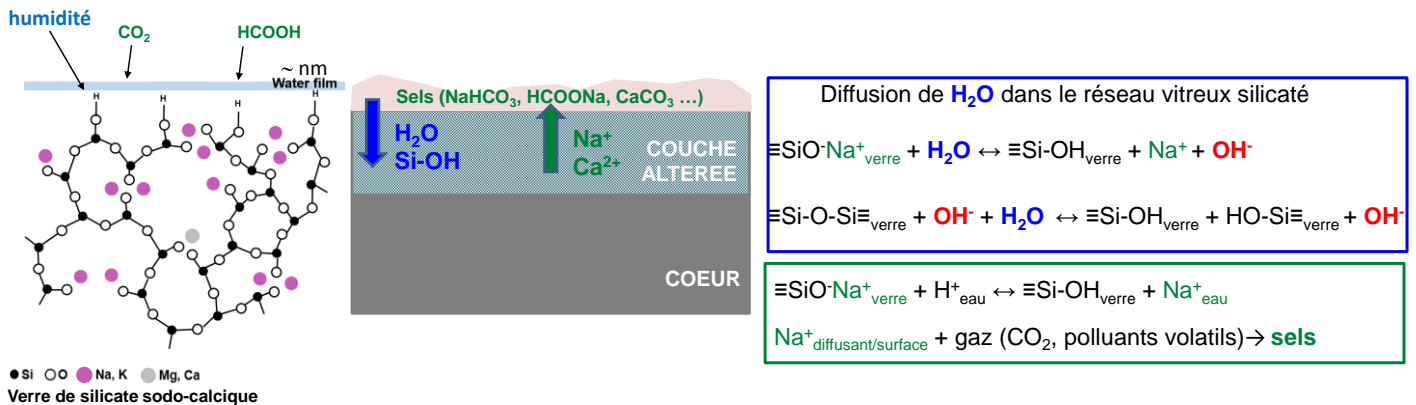 humidité
CO₂
HCOOH
~ nm
Water film
H
H
H
H
● Si ○ O ● Na, K ● Mg, Ca
Verre de silicate sodo-calcique
Sels (NaHCO₃, HCOONa, CaCO₃ …)
H₂O
Si-OH
Na⁺
Ca²⁺
COUCHE
ALTEREE
COEUR
Diffusion de H₂O dans le réseau vitreux silicaté
≡SiO⁻Na⁺verre + H₂O ↔ ≡Si-OHverre + Na⁺ + OH⁻
≡Si-O-Si≡verre + OH⁻ + H₂O ↔ ≡Si-OHverre + HO-Si≡verre + OH⁻
≡SiO⁻Na⁺verre + H⁺eau ↔ ≡Si-OHverre + Na⁺eau
Na⁺diffusant/surface + gaz (CO₂, polluants volatils)→ sels